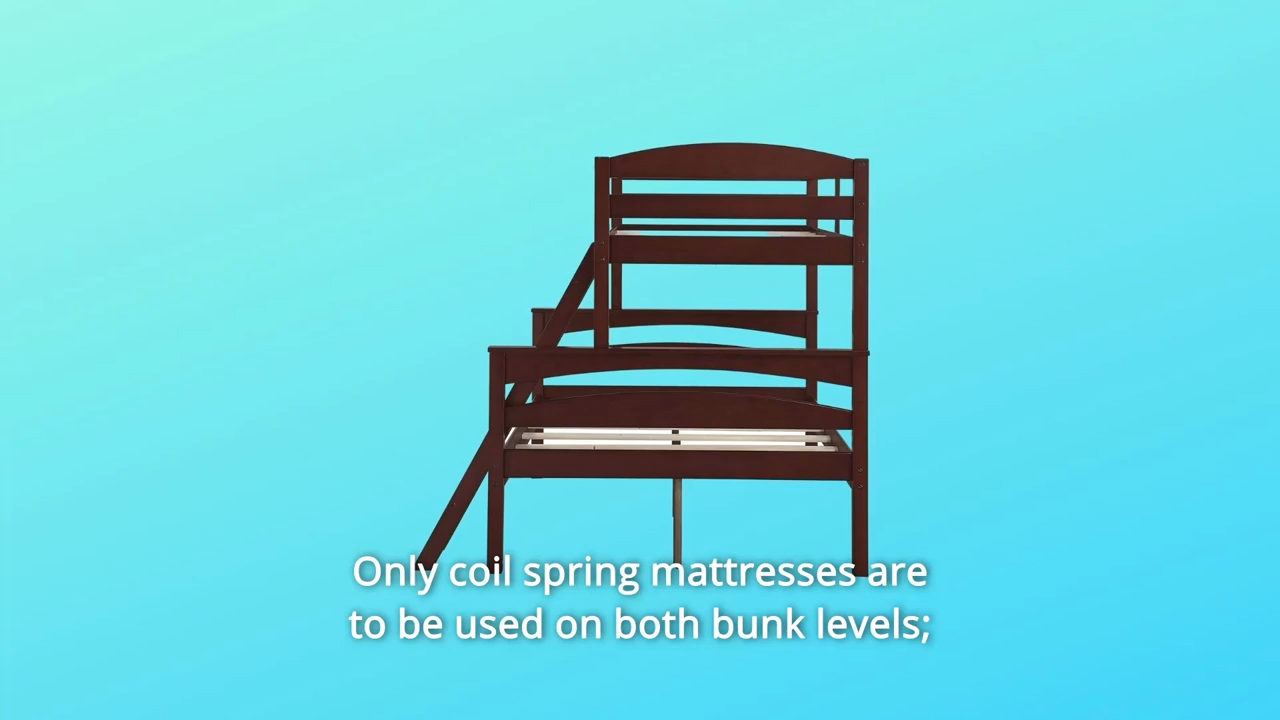 Only coil spring mattresses are
to be used on both bunk levels;